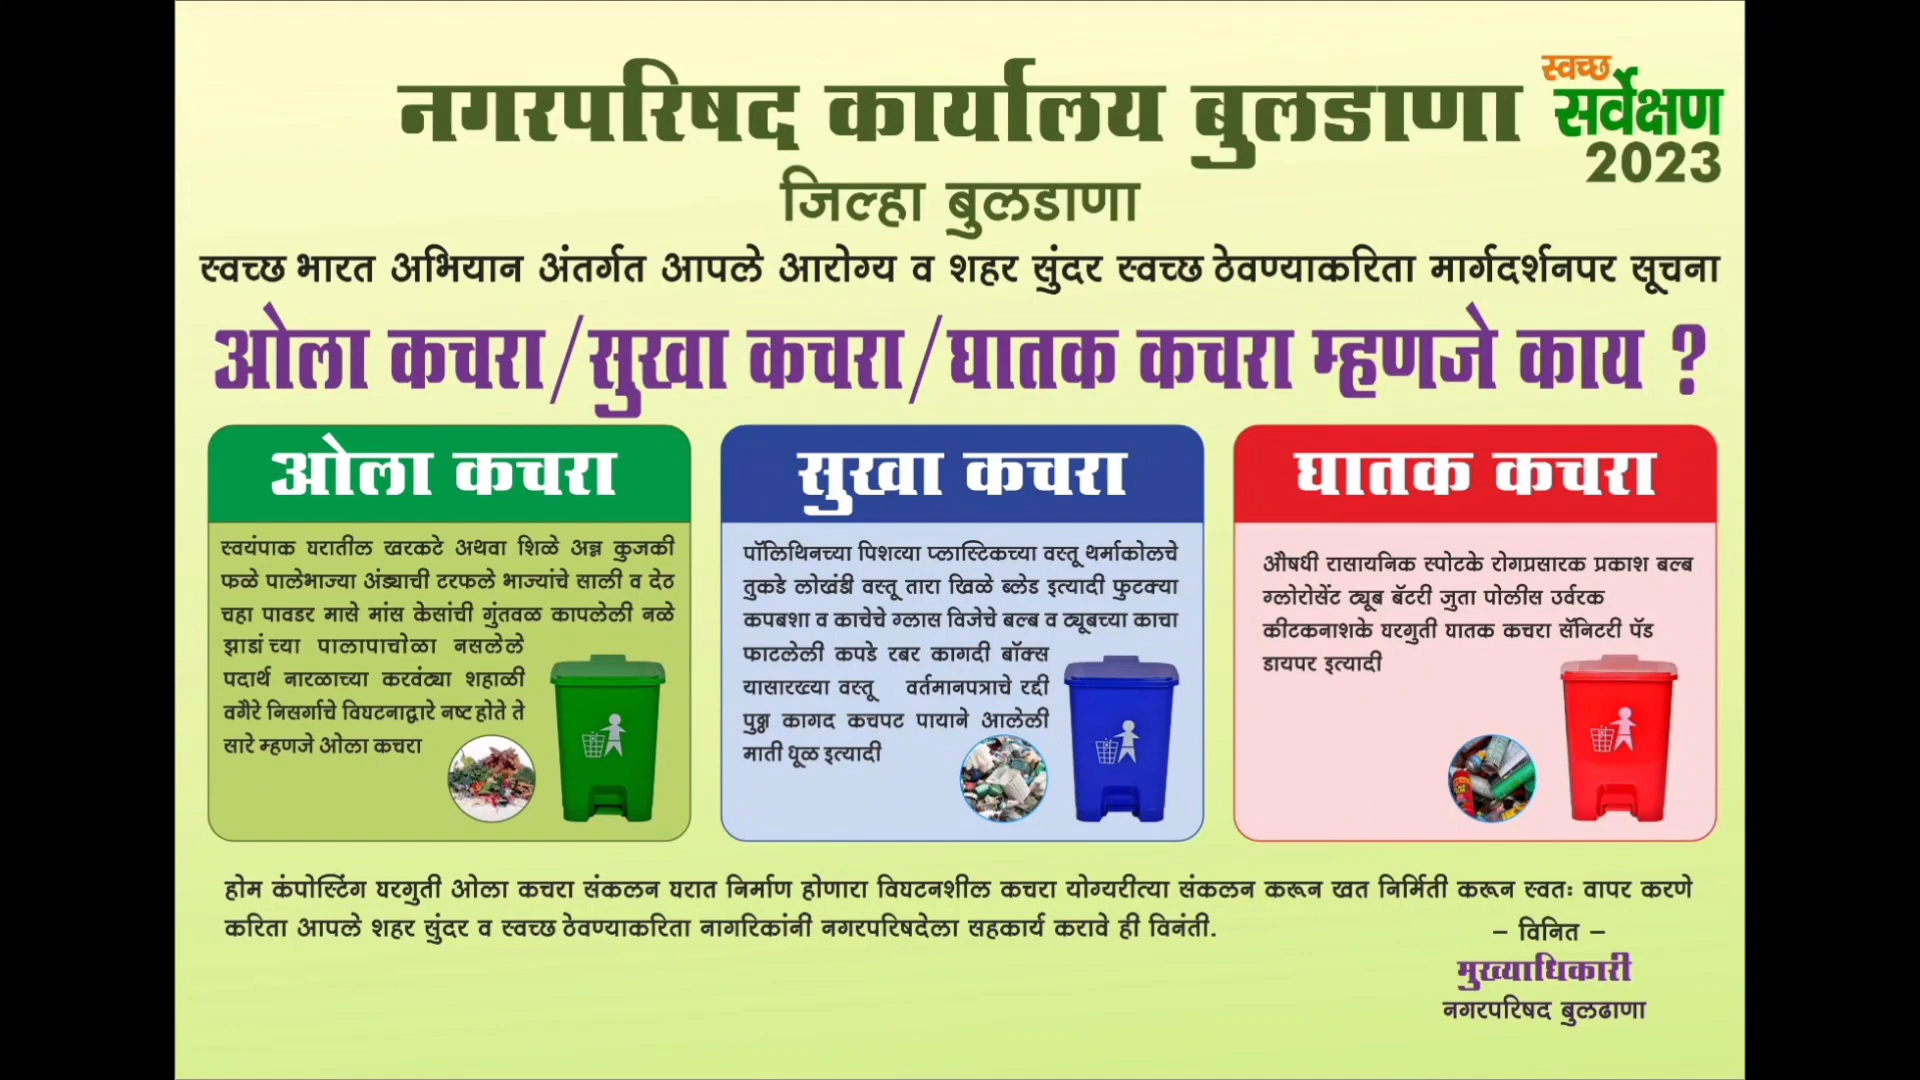 नगरपरिषद कार्यालय बुलडाणा
स्वच्छ
सर्वेक्षण
2023
जिल्हा बुलडाणा
स्वच्छ भारत अभियान अंतर्गत आपले आरोग्य व शहर सुंदर स्वच्छ ठेवण्याकरिता मार्गदर्शनपर सूचना
ओला कचरा/सुखा कचरा/घातक कचरा म्हणजे काय ?
ओला कचरा
स्वयंपाक घरातील खरकटे अथवा शिळे अन्न कुजकी
फळे पालेभाज्या अंड्याची टरफले भाज्यांचे साली व देठ
चहा पावडर मासे मांस केसांची गुंतवळ कापलेली नळे
झाडांच्या पालापाचोळा नसलेले
पदार्थ नारळाच्या करवंट्या शहाळी
वगैरे निसर्गाचे विघटनाद्वारे नष्ट होते ते
सारे म्हणजे ओला कचरा
सुखा कचरा
पॉलिथिनच्या पिशव्या प्लास्टिकच्या वस्तू थर्माकोलचे
तुकडे लोखंडी वस्तू तारा खिळे ब्लेड इत्यादी फुटक्या
कपबशा व काचेचे ग्लास विजेचे बल्ब व ट्यूबच्या काचा
फाटलेली कपडे रबर कागदी बॉक्स
यासारख्या वस्तू वर्तमानपत्राचे रद्दी
पुठ्ठा कागद कचपट पायाने आलेली
माती धूळ इत्यादी
घातक कचरा
औषधी रासायनिक स्पोटके रोगप्रसारक प्रकाश बल्ब
ग्लोरोसेंट ट्यूब बॅटरी जुता पोलीस उर्वरक
कीटकनाशके घरगुती घातक कचरा सॅनिटरी पॅड
डायपर इत्यादी
होम कंपोस्टिंग घरगुती ओला कचरा संकलन घरात निर्माण होणारा विघटनशील कचरा योग्यरीत्या संकलन करून खत निर्मिती करून स्वतः वापर करणे
करिता आपले शहर सुंदर व स्वच्छ ठेवण्याकरिता नागरिकांनी नगरपरिषदेला सहकार्य करावे ही विनंती.
– विनित –
मुख्याधिकारी
नगरपरिषद बुलढाणा